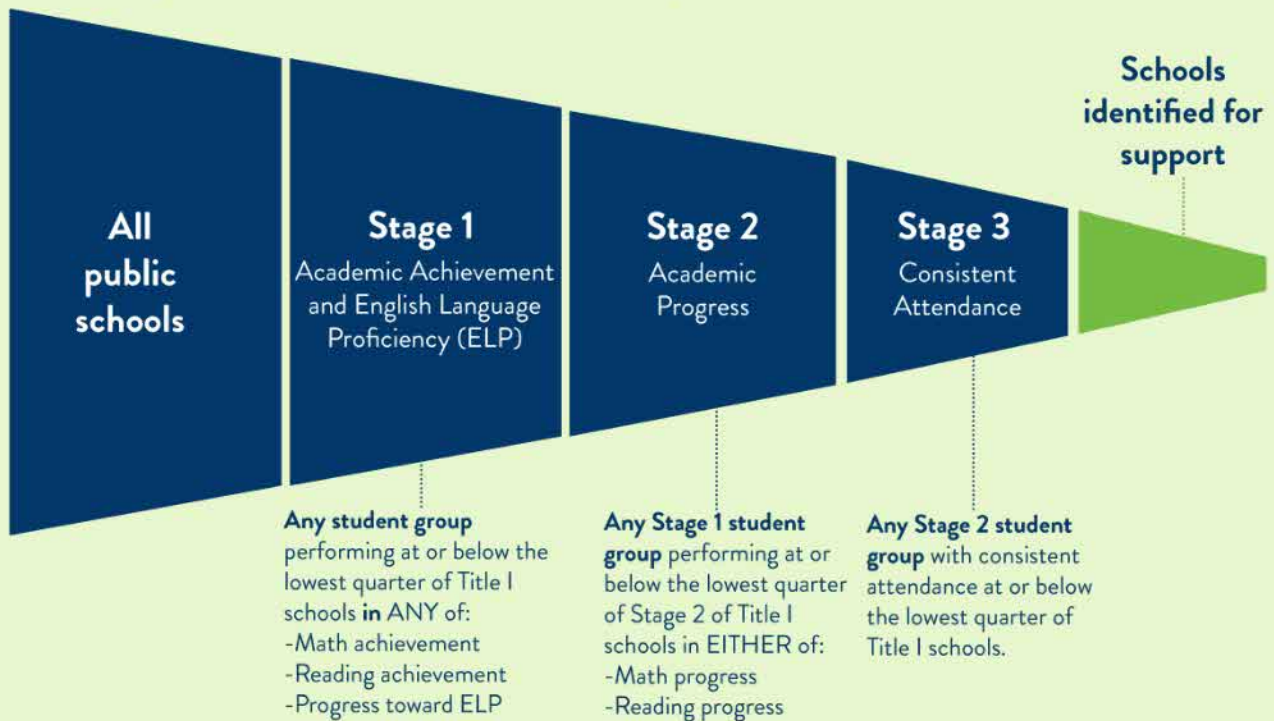 All
public
schools
Stage 1
Academic Achievement
and English Language
Proficiency (ELP)
Stage 2
Academic
Progress
Stage 3
Consistent
Attendance
Schools
identified for
support
Any student group
performing at or below the
lowest quarter of Title I
schools in ANY of:
-Math achievement
-Reading achievement
-Progress toward ELP
Any Stage 1 student
group performing at or
below the lowest quarter
of Stage 2 of Title I
schools in EITHER of:
-Math progress
-Reading progress
Any Stage 2 student
group with consistent
attendance at or below
the lowest quarter of
Title I schools.